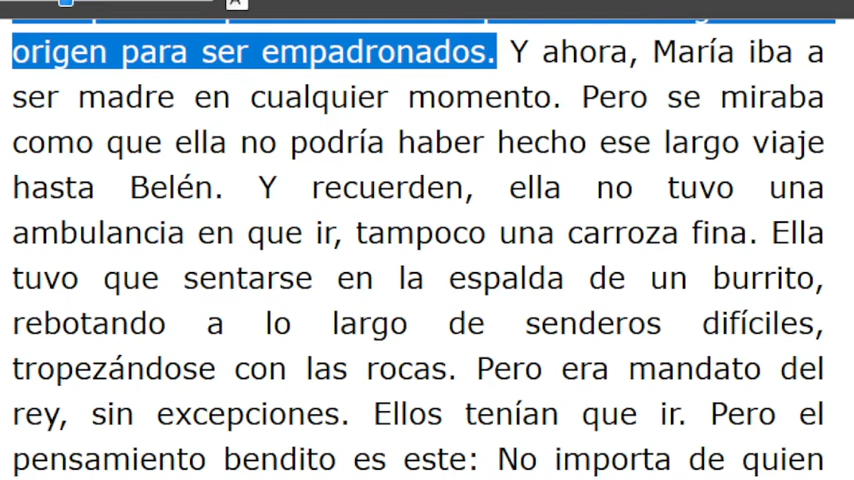 origen para ser empadronados. Y ahora, María iba a
ser madre en cualquier momento. Pero se miraba
como que ella no podría haber hecho ese largo viaje
hasta Belén. Y recuerden, ella no tuvo una
ambulancia en que ir, tampoco una carroza fina. Ella
tuvo que sentarse en la espalda de un burrito,
rebotando a lo largo de senderos difíciles,
tropezándose con las rocas. Pero era mandato del
rey, sin excepciones. Ellos tenían que ir. Pero el
pensamiento bendito es este: No importa de quien